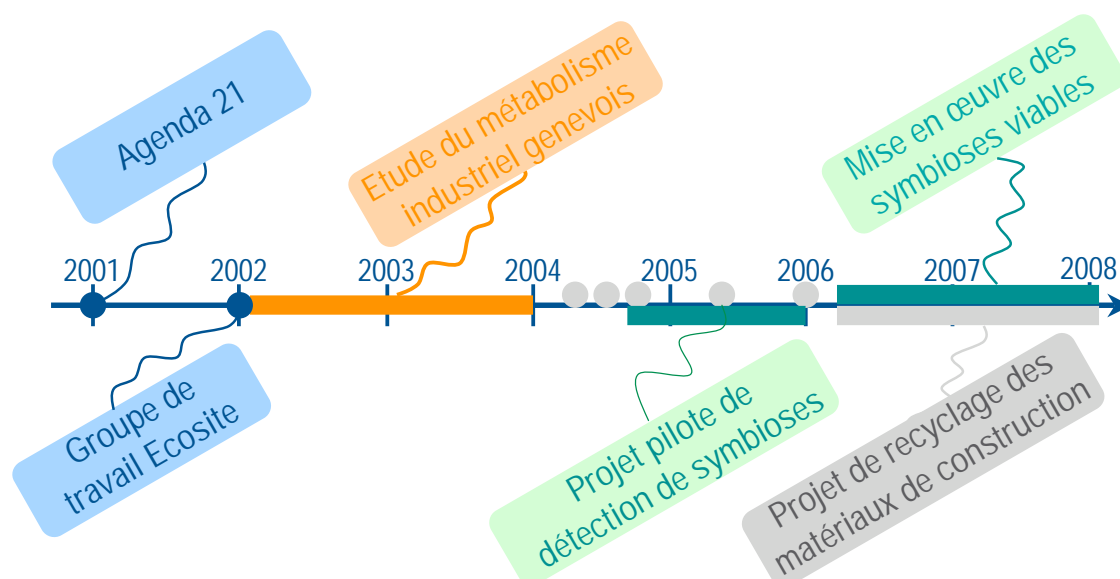 Agenda 21
Etude du métabolisme
industriel genevois
Mise en œuvre des
symbioses viables
2001
2002
2003
2004
2005
2006
2007
2008
Groupe de
travail Ecosite
Projet pilote de
détection de symbioses
Projet de recyclage des
matériaux de construction